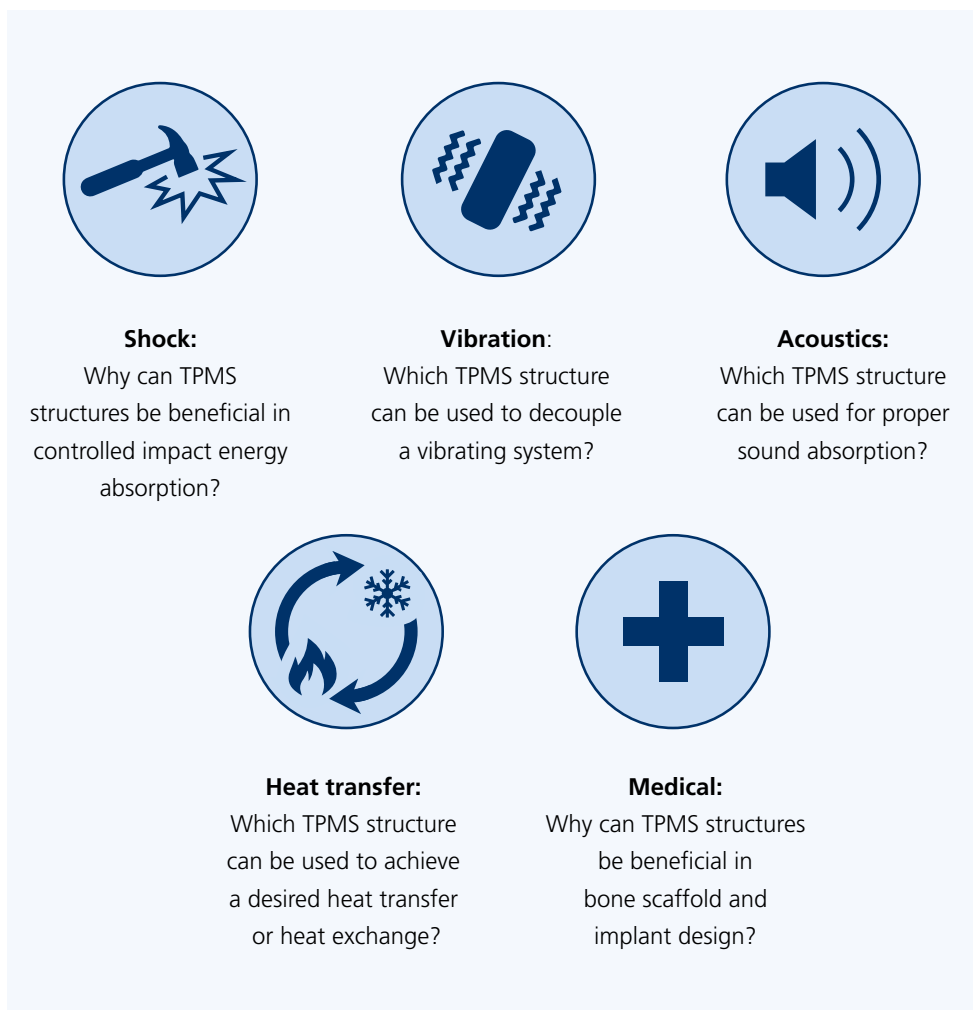 Shock:
Why can TPMS
structures be beneficial in
controlled impact energy
absorption?
Vibration:
Which TPMS structure
can be used to decouple
a vibrating system?
Acoustics:
Which TPMS structure
can be used for proper
sound absorption?
Heat transfer:
Which TPMS structure
can be used to achieve
a desired heat transfer
or heat exchange?
Medical:
Why can TPMS structures
be beneficial in
bone scaffold and
implant design?